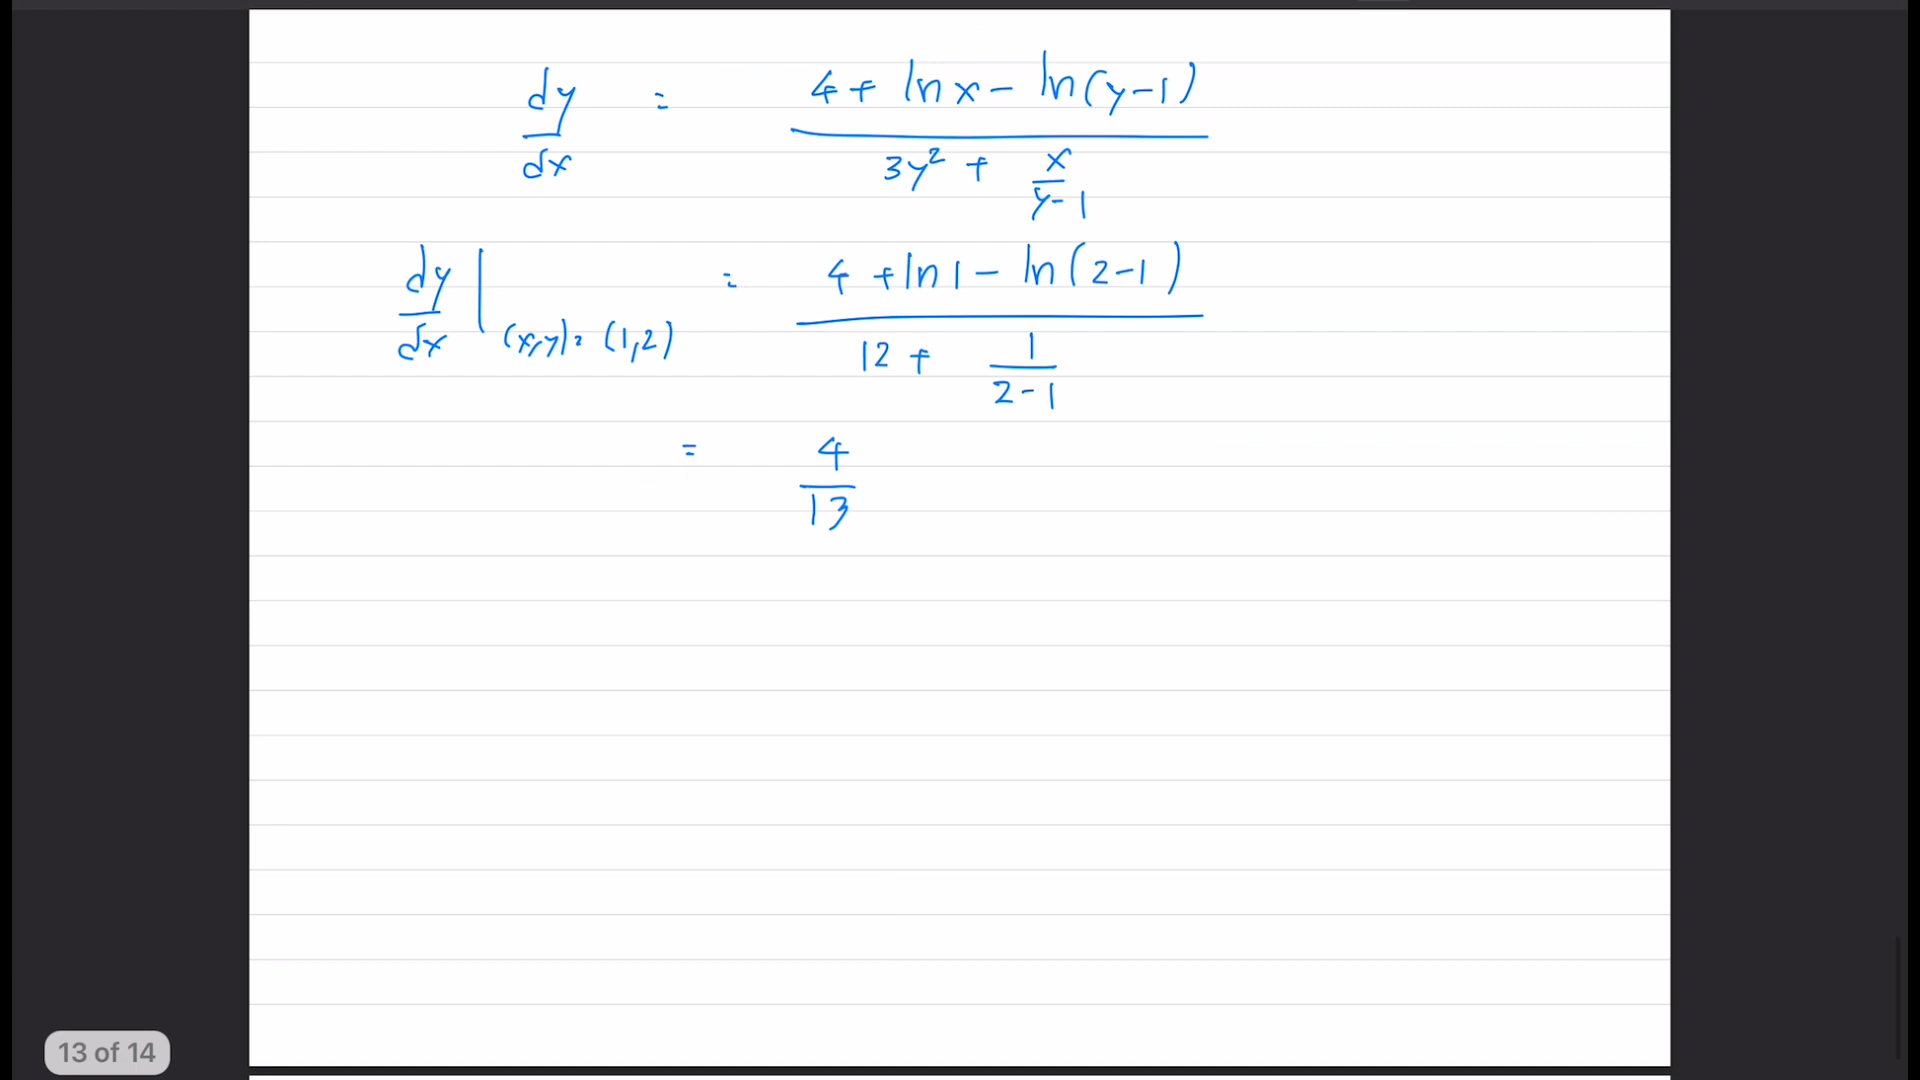 dy/dx = (4 + ln x - ln(y-1)) / (3y² + x/(y-1))
dy/dx |(x,y)=(1,2) = (4 + ln 1 - ln(2-1)) / (12 + 1/(2-1))
= 4/13
13 of 14